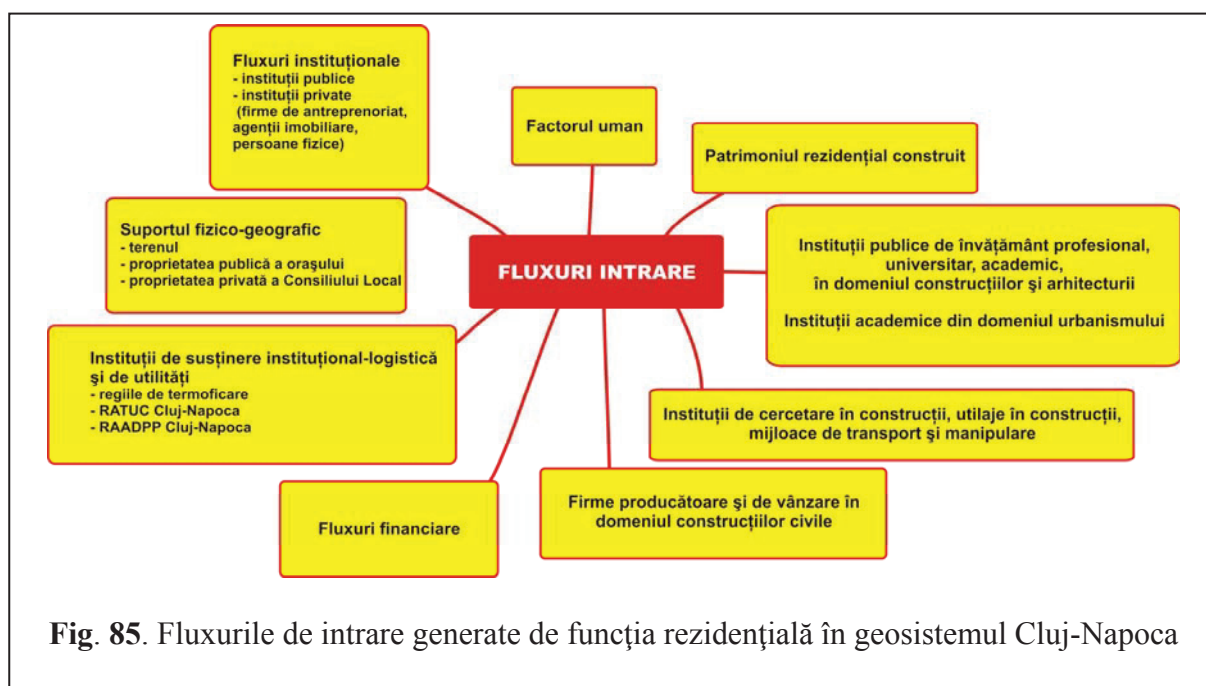 Fluxuri instituționale
- instituții publice
- instituții private
(firme de antreprenoriat,
agenții imobiliare,
persoane fizice)
Factorul uman
Patrimoniul rezidențial construit
Suportul fizico-geografic
- terenul
- proprietatea publică a orașului
- proprietatea privată a Consiliului Local
FLUXURI INTRARE
Instituții publice de învățământ profesional,
universitar, academic,
în domeniul construcțiilor și arhitecturii
Instituții academice din domeniul urbanismului
Instituții de susținere instituțional-logistică
şi de utilități
- regiile de termoficare
- RATUC Cluj-Napoca
- RAADPP Cluj-Napoca
Instituții de cercetare în construcții, utilaje în construcții,
mijloace de transport şi manipulare
Fluxuri financiare
Firme producătoare şi de vânzare în
domeniul construcțiilor civile
Fig. 85. Fluxurile de intrare generate de funcţia rezidenţială în geosistemul Cluj-Napoca